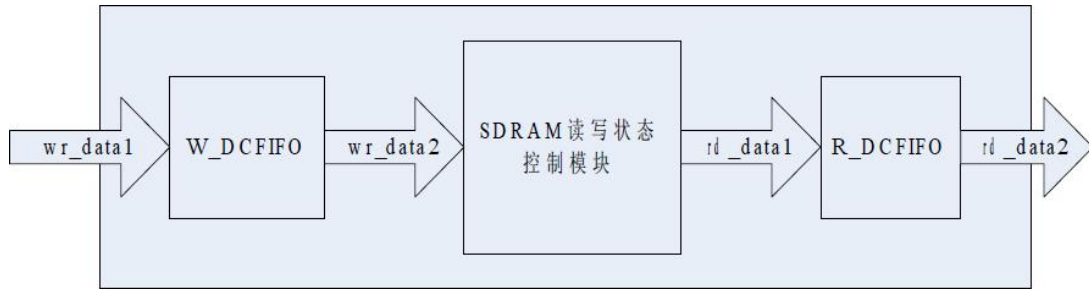 wr_data1
W_DCFIFO
wr_data2
SDRAM读写状态
控制模块
rd_data1
R_DCFIFO
rd_data2